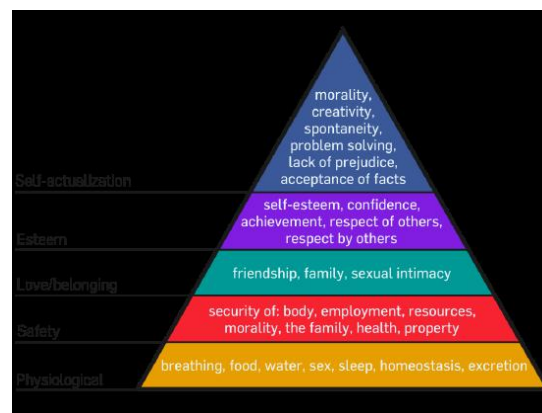 morality,
creativity,
spontaneity,
problem solving,
lack of prejudice,
acceptance of facts
Self-actualization
self-esteem, confidence,
achievement, respect of others,
respect by others
Esteem
friendship, family, sexual intimacy
Love/belonging
security of: body, employment, resources,
morality, the family, health, property
Safety
breathing, food, water, sex, sleep, homeostasis, excretion
Physiological